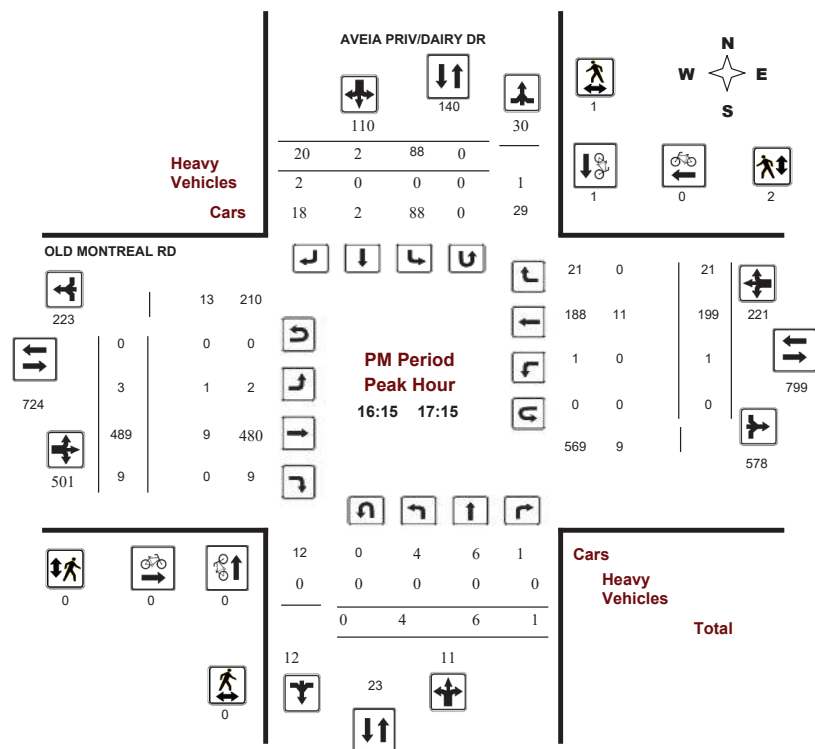 AVEIA PRIV/DAIRY DR
N
W E
S
110
140
30
1
20 2 88 0
Heavy
Vehicles
2 0 0 0 1
Cars
18 2 88 0 29
1 0 2
OLD MONTREAL RD
223
13 210
0 0 0
724
3 1 2
489 9 480
501
9 0 9
PM Period
Peak Hour
16:15 17:15
21 0 21
188 11 199 221
1 0 1
799
0 0 0
569 9
578
12 0 4 6 1
Cars
0 0 0 0 0
Heavy
Vehicles
0 4 6 1
Total
0 0 0
12
23
11
0